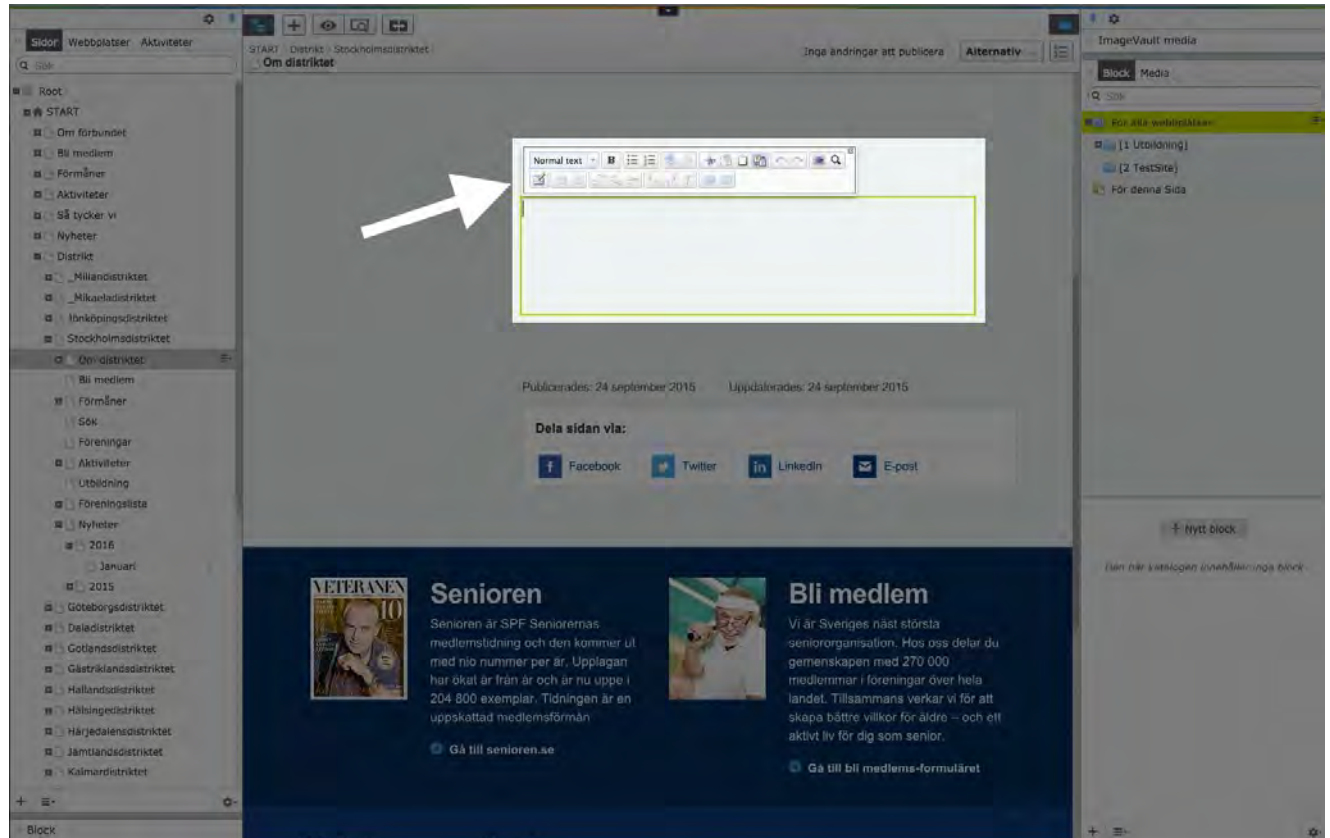 Sidor Webbplatser Aktiviteter
Sök
Root
START
Om förbundet
Bli medlem
Förmåner
Aktiviteter
Så tycker vi
Nyheter
Distrikt
_Millandistriktet
_Mikaeladistriktet
Jönköpingsdistriktet
Stockholmsdistriktet
Om distriktet
Bli medlem
Förmåner
Sök
Föreningar
Aktiviteter
Utbildning
Föreningslista
Nyheter
2016
Januari
2015
Göteborgsdistriktet
Daladistriktet
Gotlandsdistriktet
Gästriklandsdistriktet
Hallandsdistriktet
Hälsingedistriktet
Härjedalensdistriktet
Jämtlandsdistriktet
Kalmardistriktet
Block
START Distrikt Stockholmsdistriktet
Om distriktet
Inga ändringar att publicera Alternativ
Normal text B
Publicerades: 24 september 2015 Uppdaterades: 24 september 2015
Dela sidan via:
Facebook Twitter LinkedIn E-post
VETERANEN
10
Senioren
Senioren är SPF Seniorernas
medlemstidning och den kommer ut
med nio nummer per år. Upplagan
har ökat år från år och är nu uppe i
204 800 exemplar. Tidningen är en
uppskattad medlemsförmån
Gå till senioren.se
Bli medlem
Vi är Sveriges näst största
seniororganisation. Hos oss delar du
gemenskapen med 270 000
medlemmar i föreningar över hela
landet. Tillsammans verkar vi för att
skapa bättre villkor för äldre – och ett
aktivt liv för dig som senior.
Gå till bli medlems-formuläret
ImageVault media
Block Media
Sök
För alla webbplatser
[1 Utbildning]
[2 TestSite]
För denna Sida
Nytt block
Den här katalogen innehåller inga block